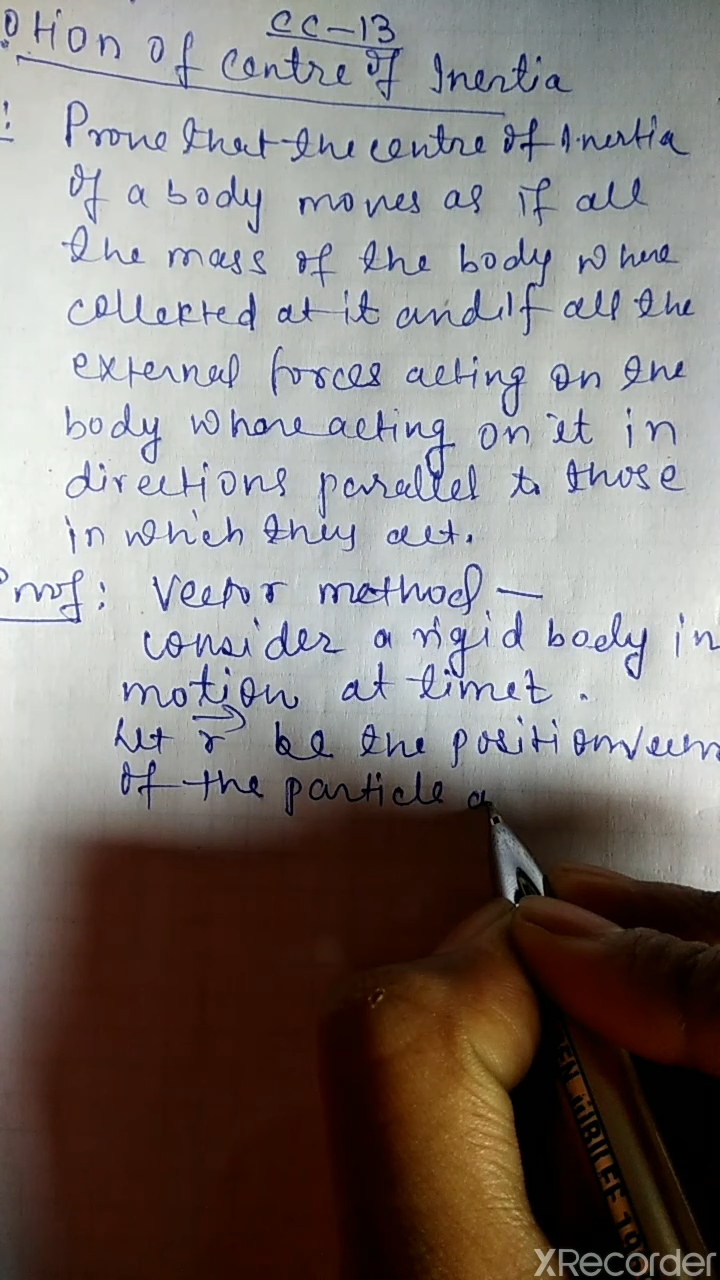 CC-13
otion of Centre of Inertia
: Prove that the centre of Inertia
of a body moves as if all
the mass of the body where
collected at it and if all the
external forces acting on the
body where acting on it in
directions parallel to those
in which they act.
Proof: Vector method —
consider a rigid body in
motion at time t.
Let r⃗ be the position
of the particle a
EN JUBILEE 19
XRecorder